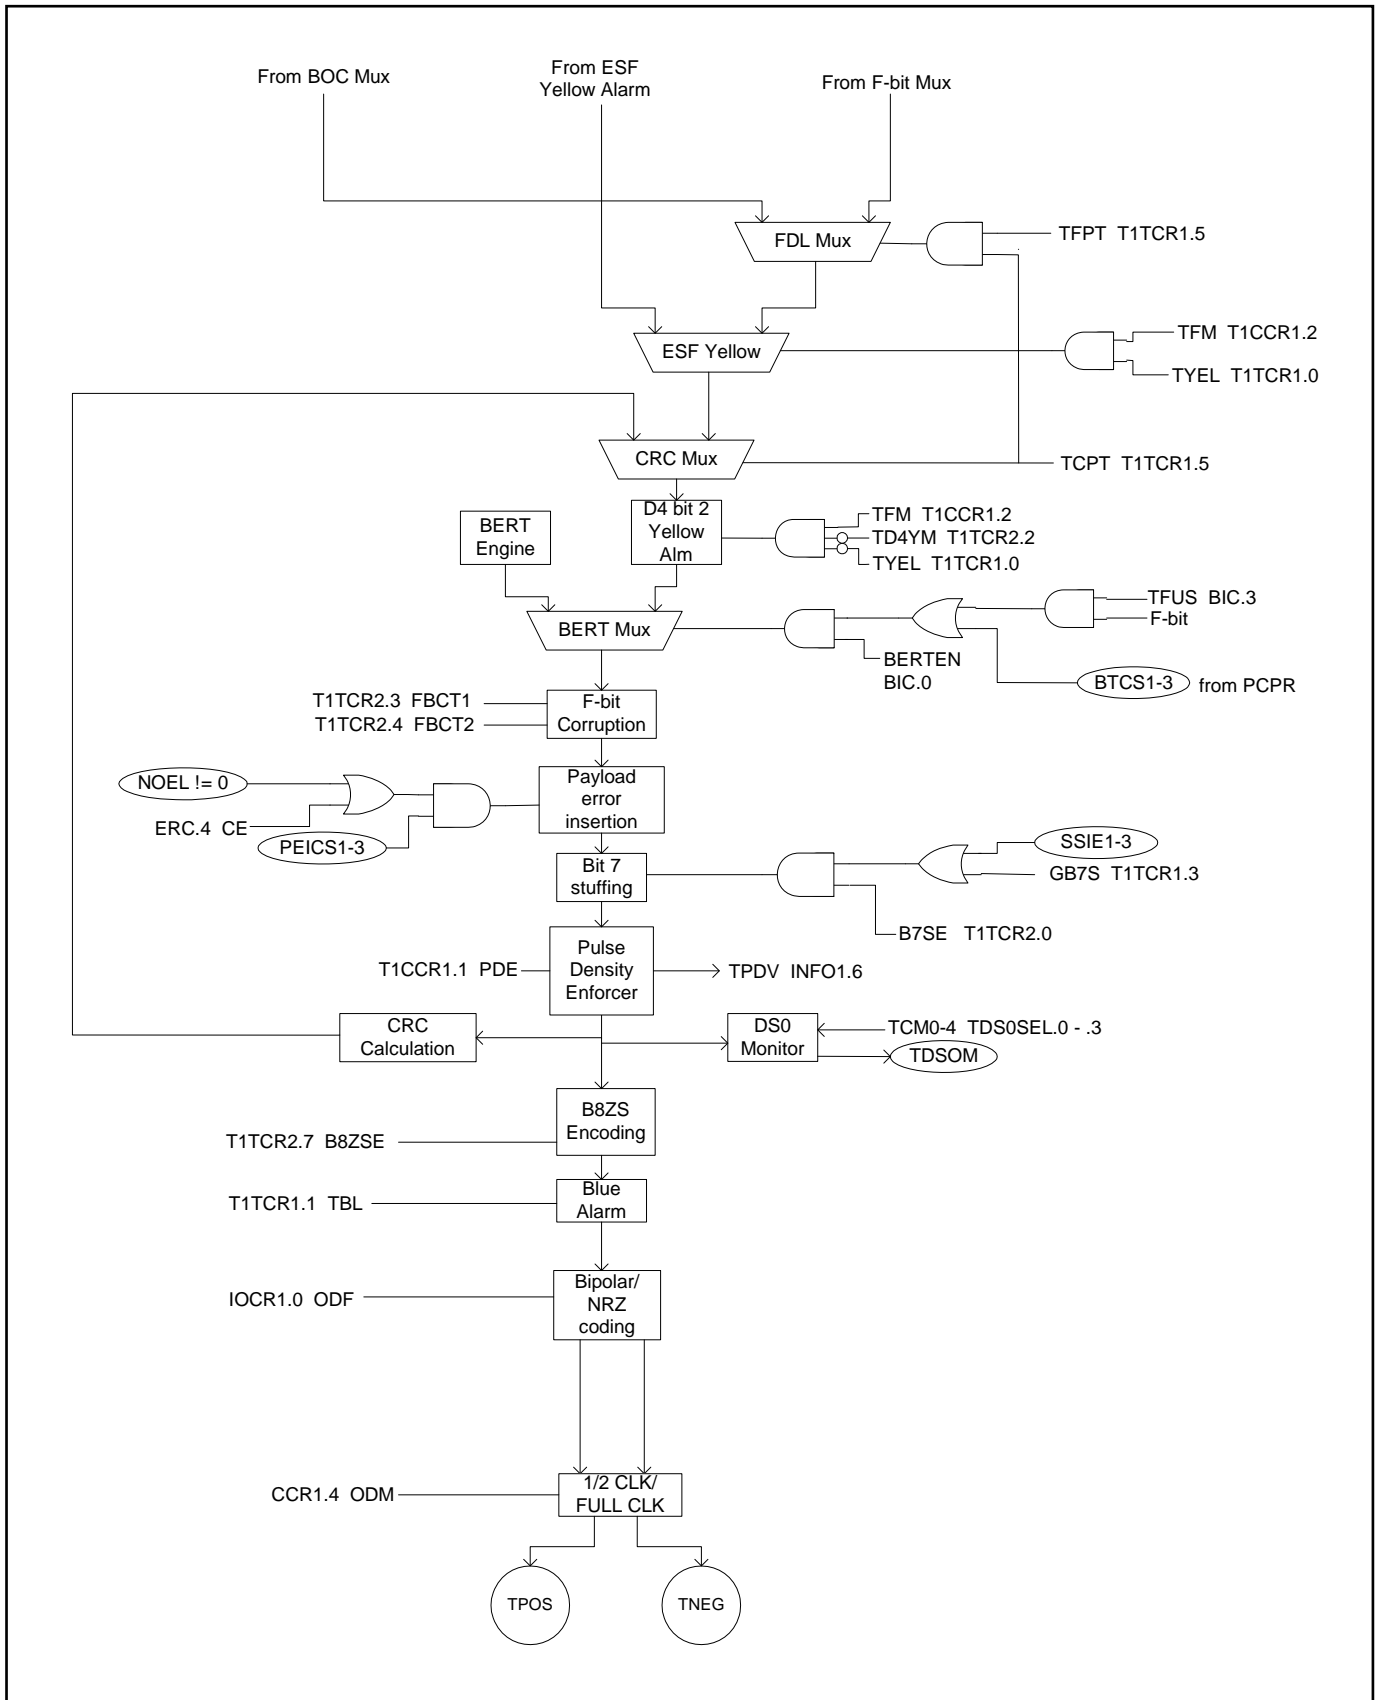 From BOC Mux
From ESF
Yellow Alarm
From F-bit Mux
FDL Mux
TFPT T1TCR1.5
ESF Yellow
TFM T1CCR1.2
TYEL T1TCR1.0
CRC Mux
TCPT T1TCR1.5
BERT
Engine
D4 bit 2
Yellow
Alm
TFM T1CCR1.2
TD4YM T1TCR2.2
TYEL T1TCR1.0
BERT Mux
TFUS BIC.3
F-bit
BERTEN
BIC.0
BTCS1-3 from PCPR
T1TCR2.3 FBCT1
T1TCR2.4 FBCT2
F-bit
Corruption
NOEL != 0
ERC.4 CE
PEICS1-3
Payload
error
insertion
Bit 7
stuffing
SSIE1-3
GB7S T1TCR1.3
B7SE T1TCR2.0
T1CCR1.1 PDE
Pulse
Density
Enforcer
TPDV INFO1.6
CRC
Calculation
DS0
Monitor
TCM0-4 TDS0SEL.0 - .3
TDSOM
T1TCR2.7 B8ZSE
B8ZS
Encoding
T1TCR1.1 TBL
Blue
Alarm
IOCR1.0 ODF
Bipolar/
NRZ
coding
CCR1.4 ODM
1/2 CLK/
FULL CLK
TPOS
TNEG